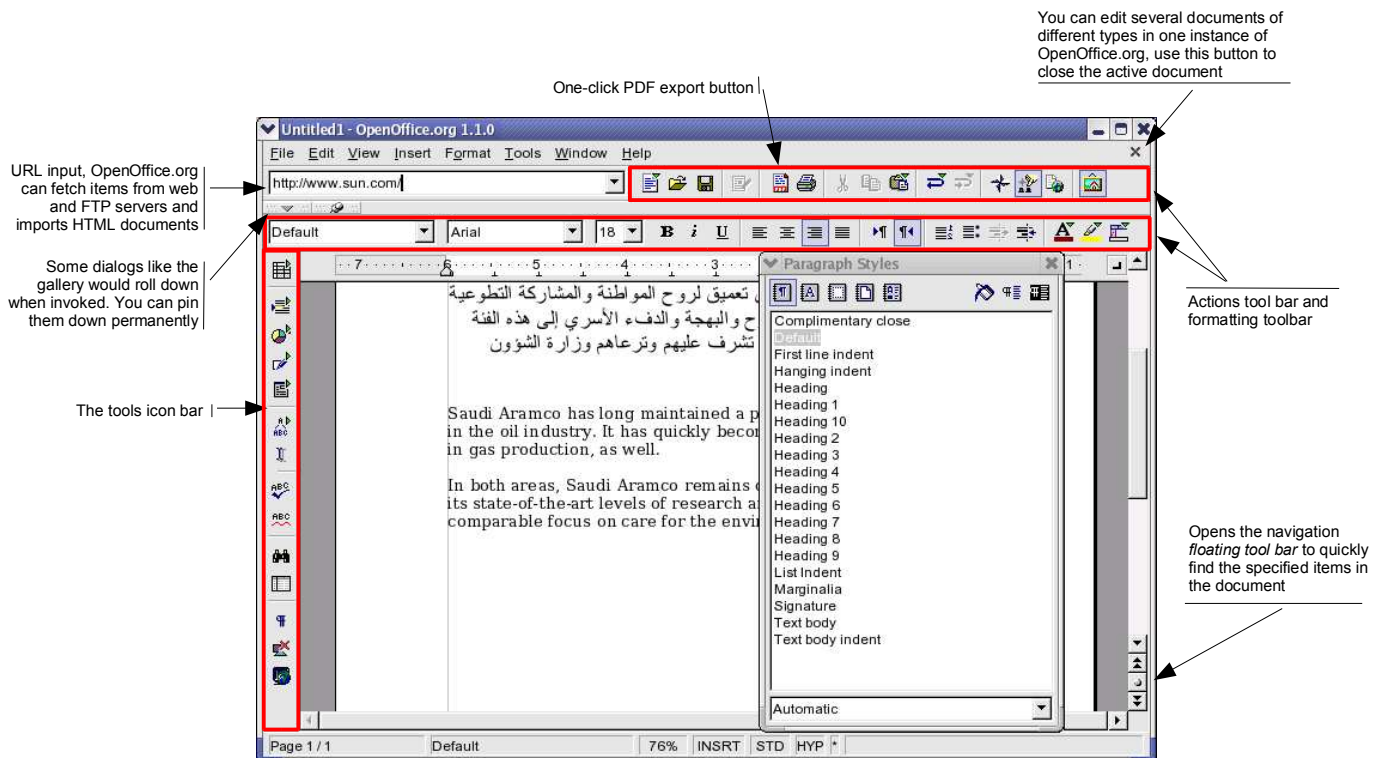 You can edit several documents of
different types in one instance of
OpenOffice.org, use this button to
close the active document
One-click PDF export button
Untitled1 - OpenOffice.org 1.1.0
File Edit View Insert Format Tools Window Help
URL input, OpenOffice.org
can fetch items from web
and FTP servers and
imports HTML documents
http://www.sun.com/
Default Arial 18 B i U
Some dialogs like the
gallery would roll down
when invoked. You can pin
them down permanently
Actions tool bar and
formatting toolbar
7 6 5 4 3 1
Paragraph Styles
تعميق لروح المواطنة والمشاركة التطوعية
ح والبهجة والدفء الأسري إلى هذه الفئة
تشرف عليهم وترعاهم وزارة الشؤون
The tools icon bar
Saudi Aramco has long maintained a p
in the oil industry. It has quickly becor
in gas production, as well.
In both areas, Saudi Aramco remains
its state-of-the-art levels of research a
comparable focus on care for the envi
Complimentary close
Default
First line indent
Hanging indent
Heading
Heading 1
Heading 10
Heading 2
Heading 3
Heading 4
Heading 5
Heading 6
Heading 7
Heading 8
Heading 9
List Indent
Marginalia
Signature
Text body
Text body indent
Automatic
Opens the navigation
floating tool bar to quickly
find the specified items in
the document
Page 1 / 1 Default 76% INSRT STD HYP *